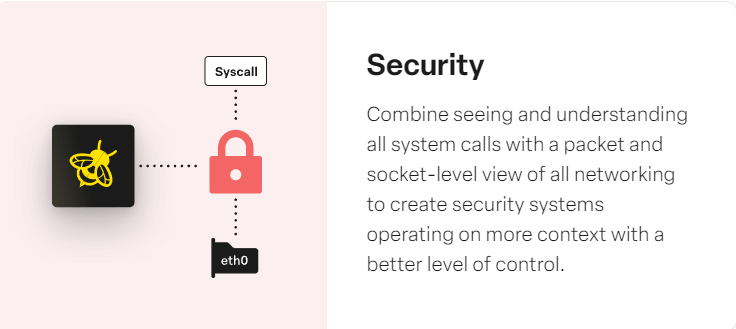 Syscall
eth0
Security
Combine seeing and understanding
all system calls with a packet and
socket-level view of all networking
to create security systems
operating on more context with a
better level of control.